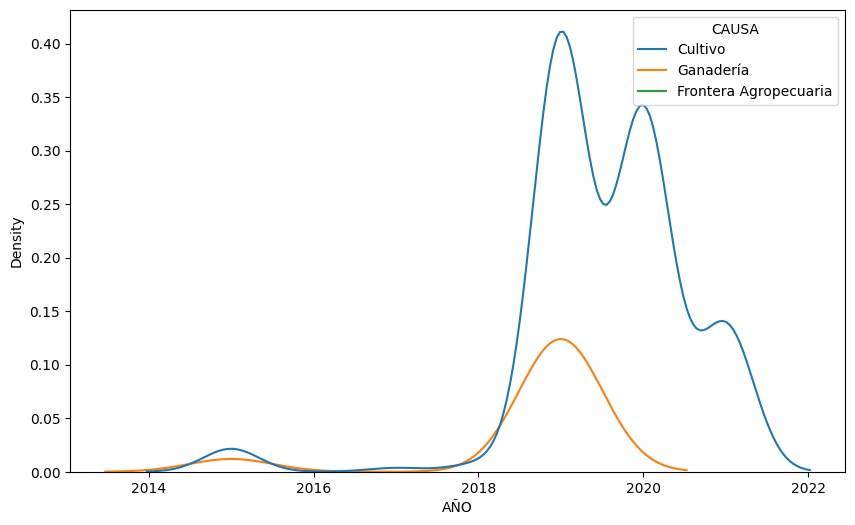 CAUSA
Cultivo
Ganadería
Frontera Agropecuaria
Density
0.40
0.35
0.30
0.25
0.20
0.15
0.10
0.05
0.00
2014 2016 2018 2020 2022
AÑO